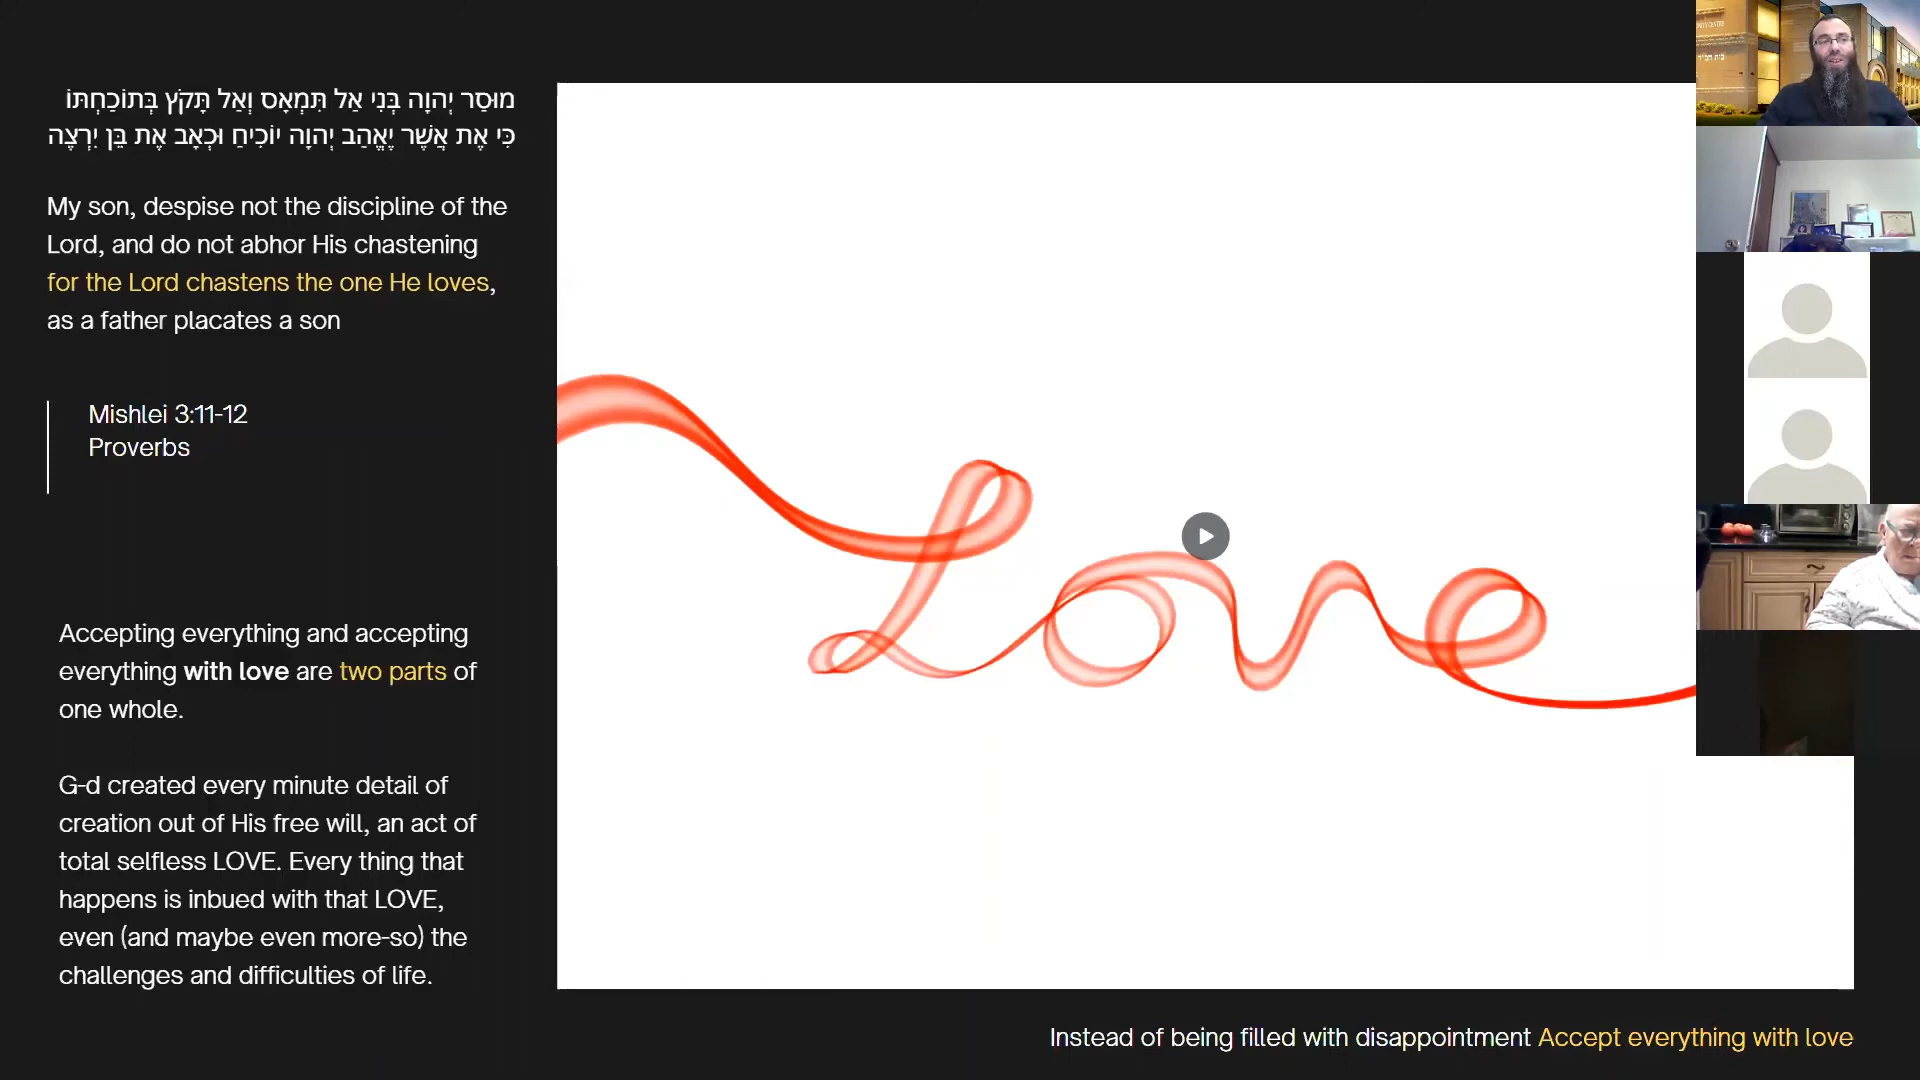 מוּסַר יְהוָה בְּנִי אַל תִּמְאָס וְאַל תָּקֹץ בְּתוֹכַחְתּוֹ
כִּי אֶת אֲשֶׁר יֶאֱהַב יְהוָה יוֹכִיחַ וּכְאָב אֶת בֵּן יִרְצֶה
My son, despise not the discipline of the
Lord, and do not abhor His chastening
for the Lord chastens the one He loves,
as a father placates a son
Mishlei 3:11-12
Proverbs
Accepting everything and accepting
everything with love are two parts of
one whole.
G-d created every minute detail of
creation out of His free will, an act of
total selfless LOVE. Every thing that
happens is inbued with that LOVE,
even (and maybe even more-so) the
challenges and difficulties of life.
Love
Instead of being filled with disappointment Accept everything with love